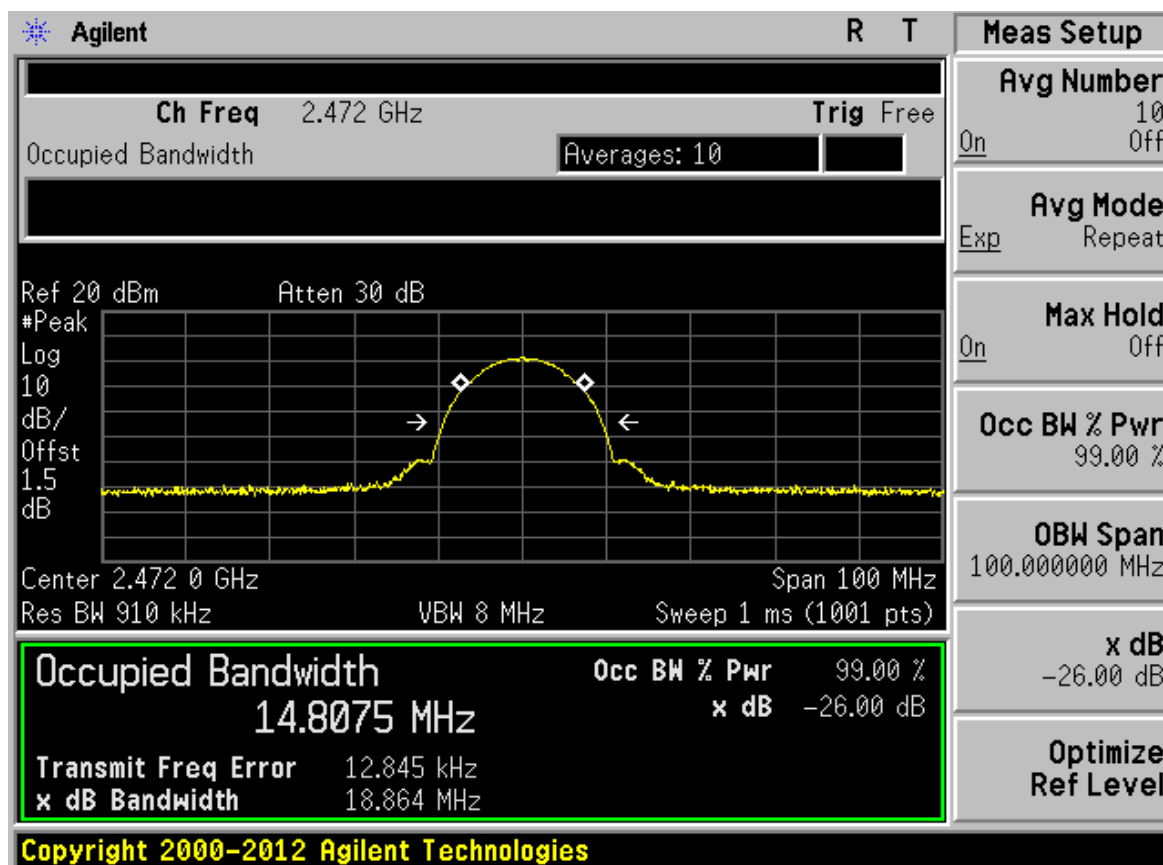 Agilent R T
Ch Freq 2.472 GHz Trig Free
Occupied Bandwidth Averages: 10
Ref 20 dBm Atten 30 dB
#Peak
Log
10
dB/
Offst
1.5
dB
Center 2.472 0 GHz Span 100 MHz
Res BW 910 kHz VBW 8 MHz Sweep 1 ms (1001 pts)
Occupied Bandwidth
14.8075 MHz
Occ BW % Pwr 99.00 %
x dB -26.00 dB
Transmit Freq Error 12.845 kHz
x dB Bandwidth 18.864 MHz
Meas Setup
Avg Number
10
On Off
Avg Mode
Exp Repeat
Max Hold
On Off
Occ BW % Pwr
99.00 %
OBW Span
100.000000 MHz
x dB
-26.00 dB
Optimize
Ref Level
Copyright 2000-2012 Agilent Technologies